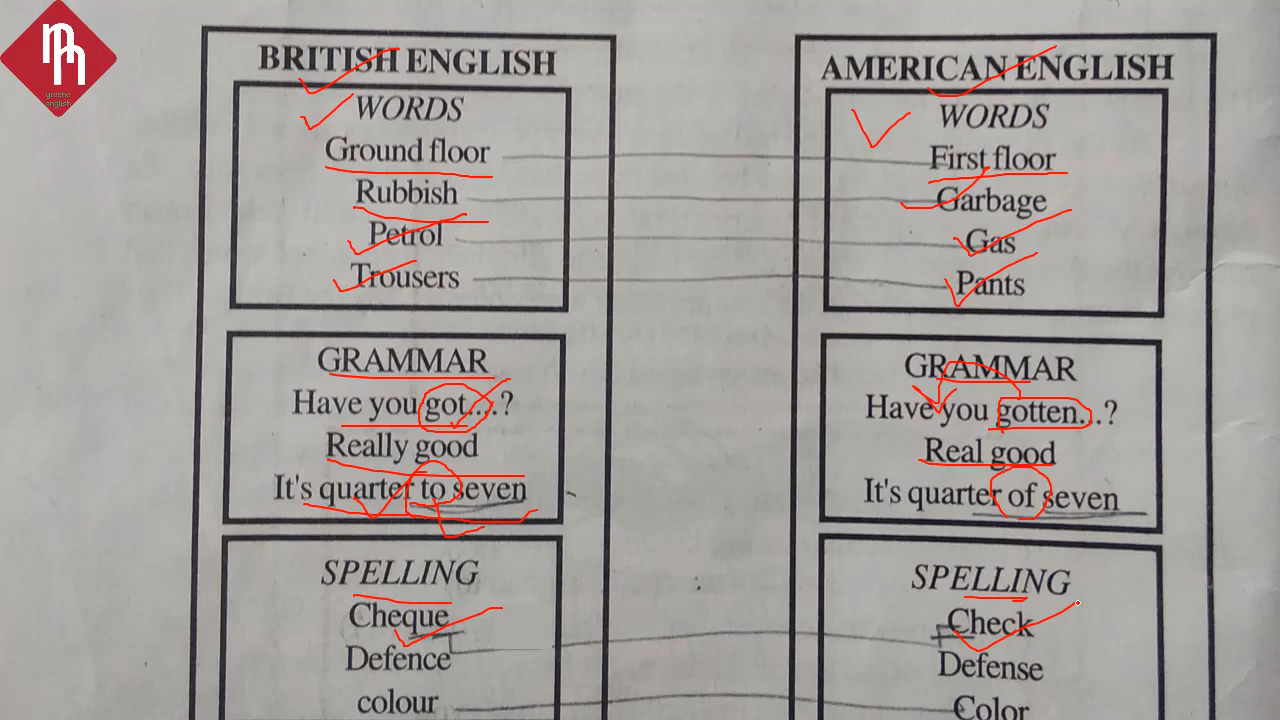 greene
english
BRITISH ENGLISH
WORDS
Ground floor
Rubbish
Petrol
Trousers
GRAMMAR
Have you got...?
Really good
It's quarter to seven
SPELLING
Cheque
Defence
colour
AMERICAN ENGLISH
WORDS
First floor
Garbage
Gas
Pants
GRAMMAR
Have you gotten...?
Real good
It's quarter of seven
SPELLING
Check
Defense
Color